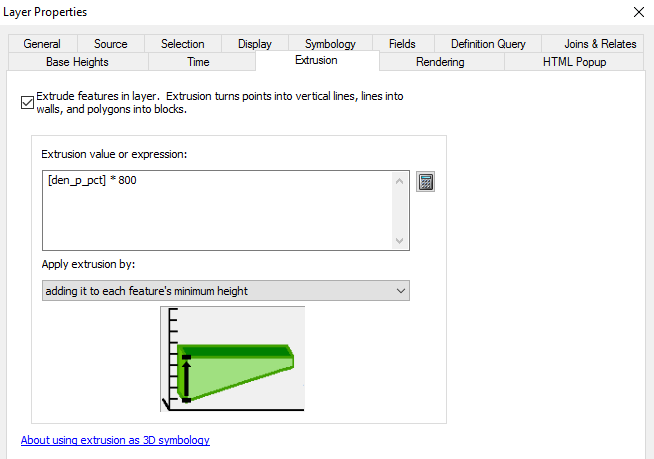 Layer Properties
General Source Selection Display Symbology Fields Definition Query Joins & Relates
Base Heights Time Extrusion Rendering HTML Popup
Extrude features in layer. Extrusion turns points into vertical lines, lines into
walls, and polygons into blocks.
Extrusion value or expression:
[den_p_pct] * 800
Apply extrusion by:
adding it to each feature's minimum height
About using extrusion as 3D symbology